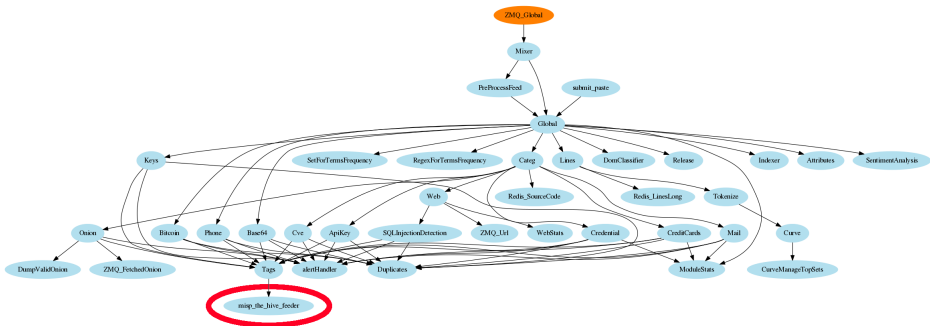 ZMQ_Global
Mixer
PreProcessFeed
submit_paste
Global
Keys
SetForTermsFrequency
RegexForTermsFrequency
Categ
Lines
DomClassifier
Release
Indexer
Attributes
SentimentAnalysis
Web
Redis_SourceCode
Redis_LinesLong
Tokenize
Onion
Bitcoin
Phone
Base64
Cve
ApiKey
SQLInjectionDetection
ZMQ_Url
WebStats
Credential
CreditCards
Mail
Curve
DumpValidOnion
ZMQ_FetchedOnion
Tags
alertHandler
Duplicates
ModuleStats
CurveManageTopSets
misp_the_hive_feeder